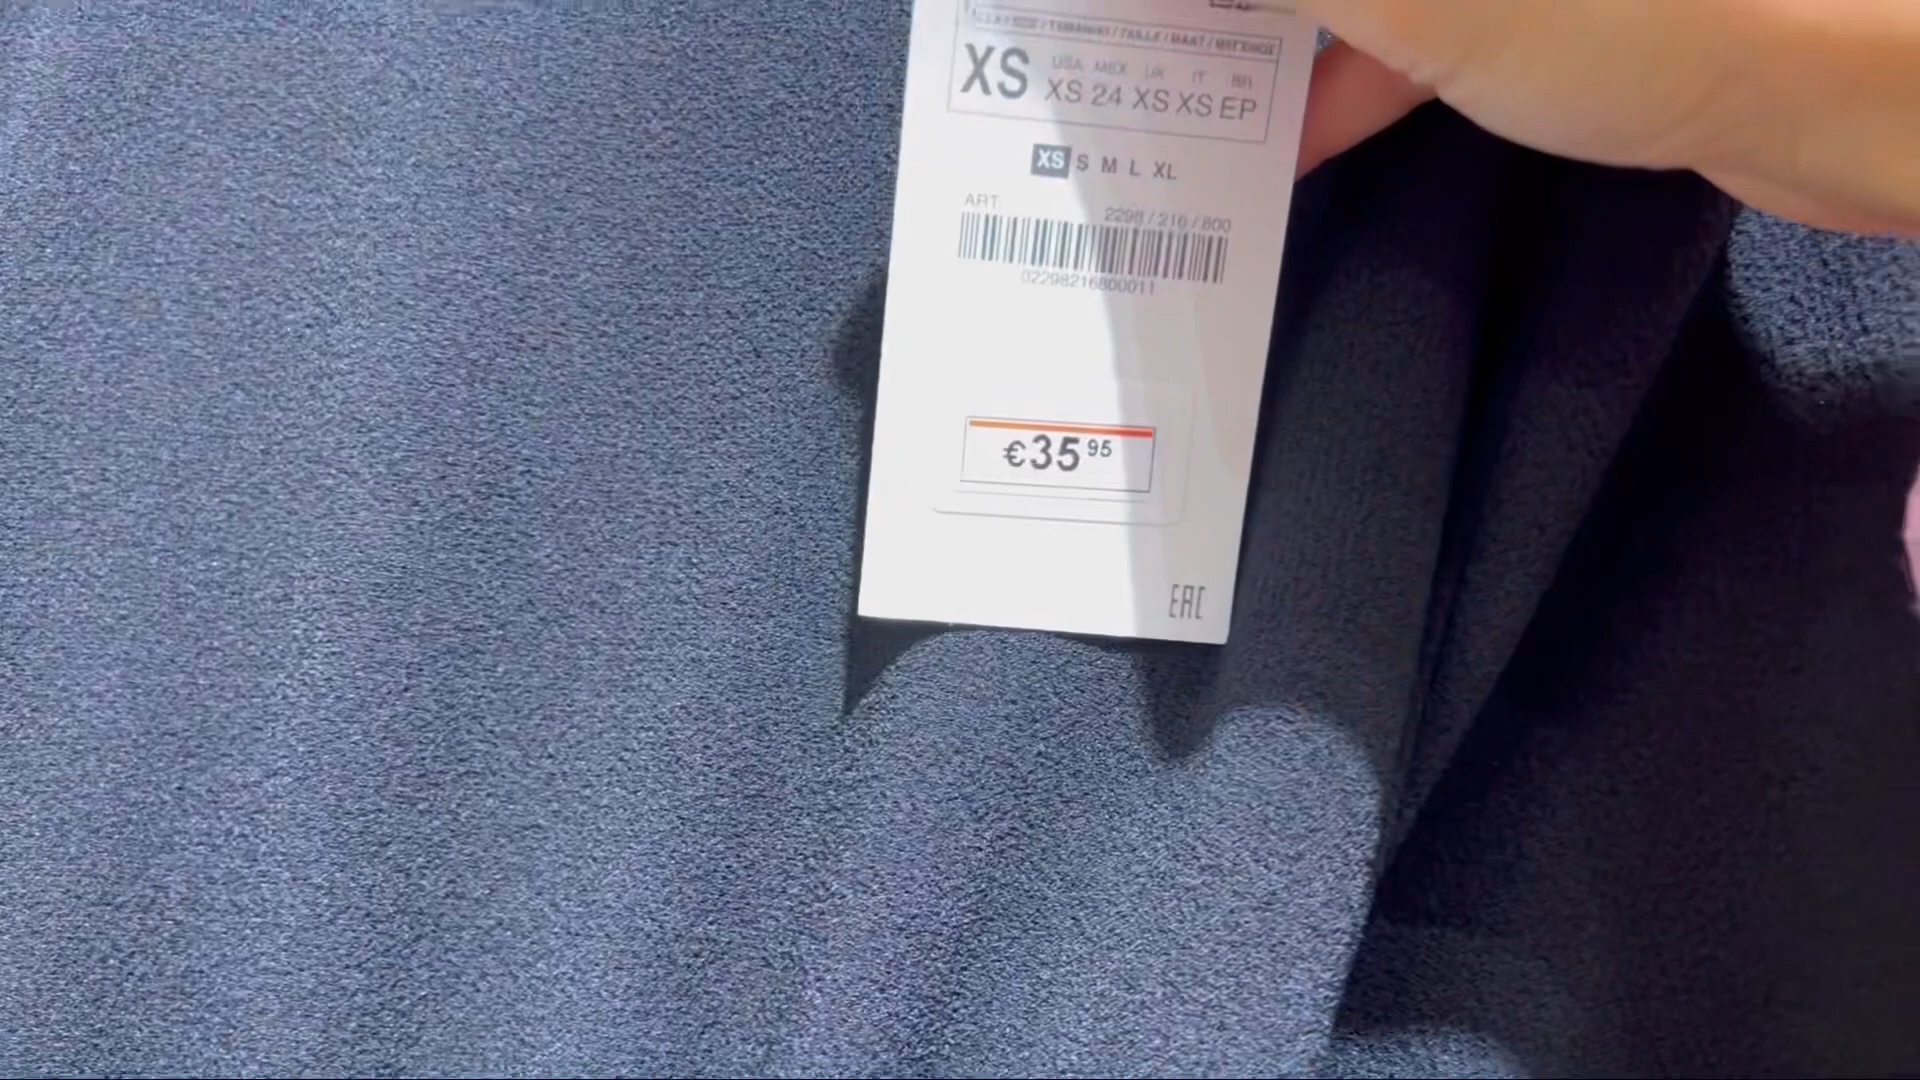 XS
USA MEX UK IT BR
XS 24 XS XS EP
XS S M L XL
ART
2298 / 216 / 800
02298216800011
€35 95
EAC